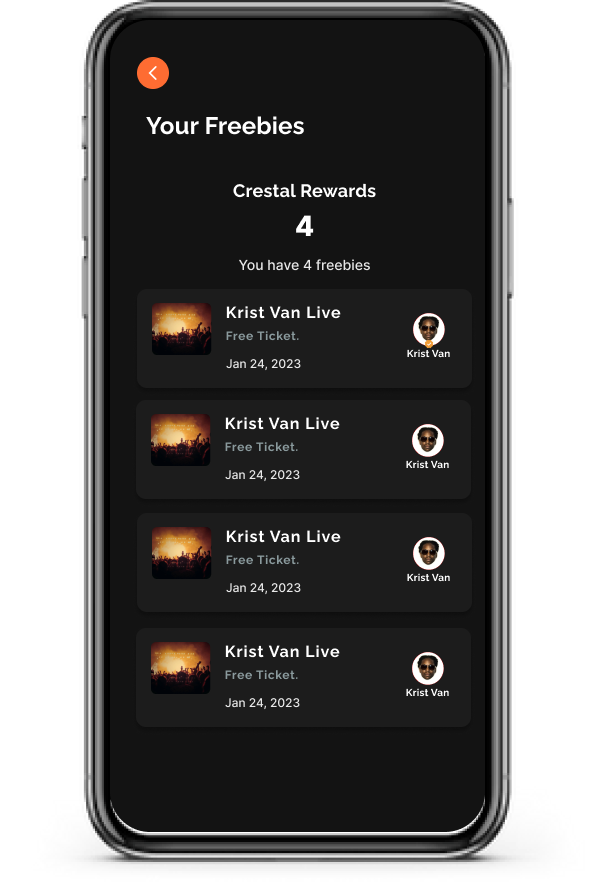 Your Freebies
Crestal Rewards
4
You have 4 freebies
Krist Van Live
Free Ticket.
Jan 24, 2023
Krist Van
Krist Van Live
Free Ticket.
Jan 24, 2023
Krist Van
Krist Van Live
Free Ticket.
Jan 24, 2023
Krist Van
Krist Van Live
Free Ticket.
Jan 24, 2023
Krist Van